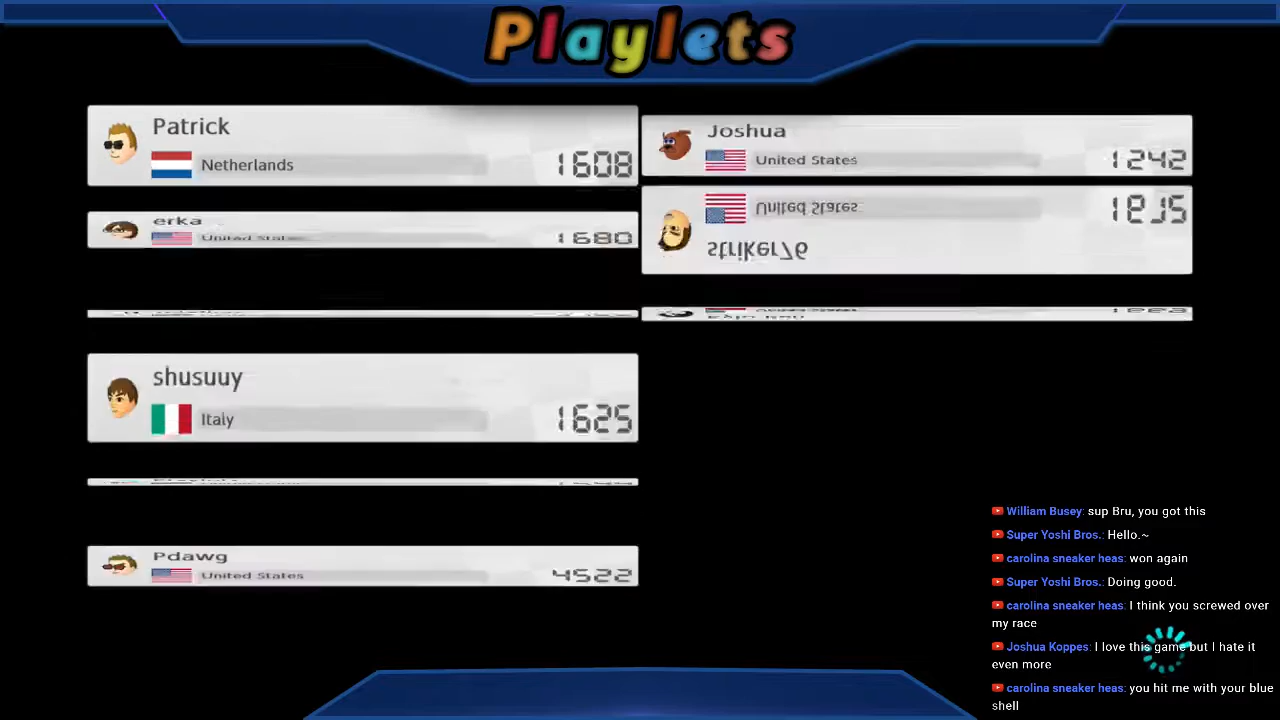 Playlets
Patrick
Netherlands
1608
erka
1680
shusuuy
Italy
1625
Pdawg
United States
4522
Joshua
United States
1242
United States
striker76
William Busey: sup Bru, you got this
Super Yoshi Bros.: Hello.~
carolina sneaker heas: won again
Super Yoshi Bros.: Doing good.
carolina sneaker heas: I think you screwed over
my race
Joshua Koppes: I love this game but I hate it
even more
carolina sneaker heas: you hit me with your blue
shell